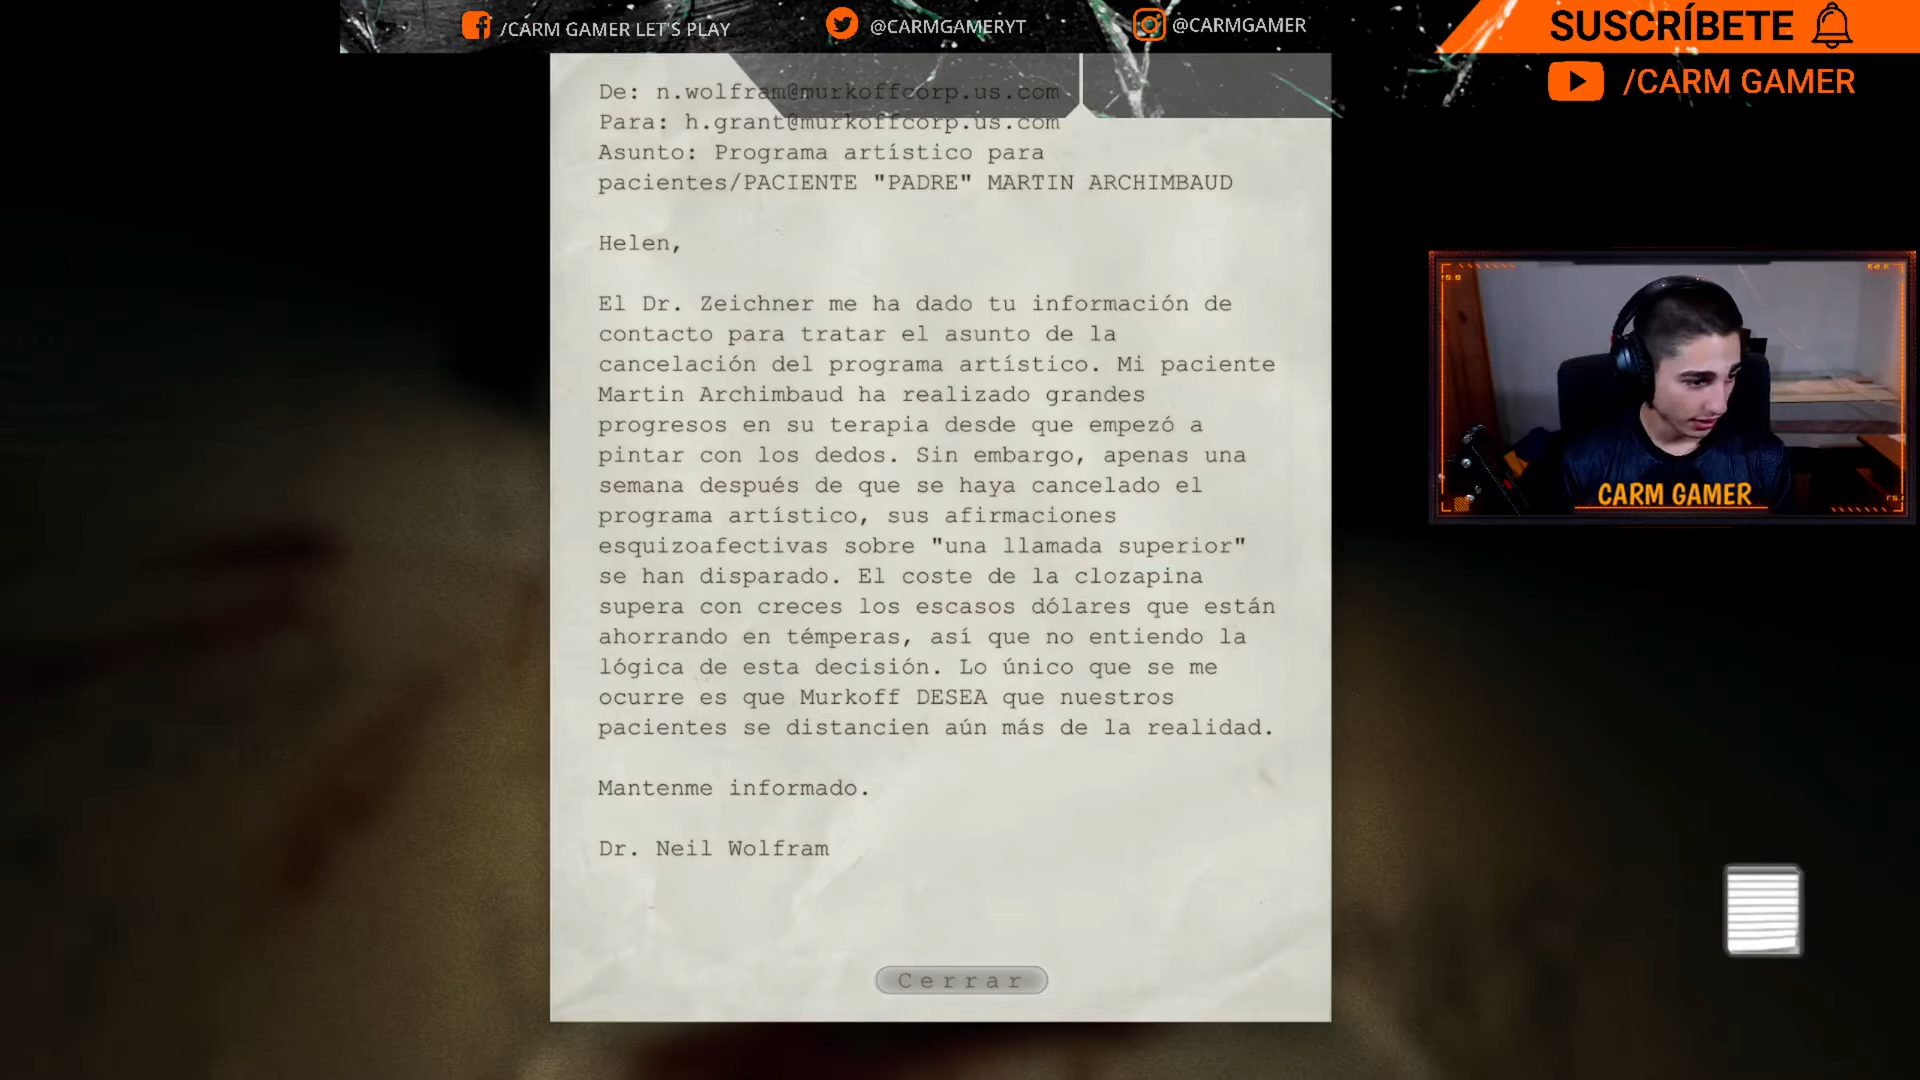 /CARM GAMER LET'S PLAY
@CARMGAMERYT
@CARMGAMER
SUSCRÍBETE
/CARM GAMER
De: n.wolfram@murkoffcorp.us.com
Para: h.grant@murkoffcorp.us.com
Asunto: Programa artístico para
pacientes/PACIENTE "PADRE" MARTIN ARCHIMBAUD
Helen,
El Dr. Zeichner me ha dado tu información de
contacto para tratar el asunto de la
cancelación del programa artístico. Mi paciente
Martin Archimbaud ha realizado grandes
progresos en su terapia desde que empezó a
pintar con los dedos. Sin embargo, apenas una
semana después de que se haya cancelado el
programa artístico, sus afirmaciones
esquizoafectivas sobre "una llamada superior"
se han disparado. El coste de la clozapina
supera con creces los escasos dólares que están
ahorrando en témperas, así que no entiendo la
lógica de esta decisión. Lo único que se me
ocurre es que Murkoff DESEA que nuestros
pacientes se distancien aún más de la realidad.
Mantenme informado.
Dr. Neil Wolfram
Cerrar
CARM GAMER